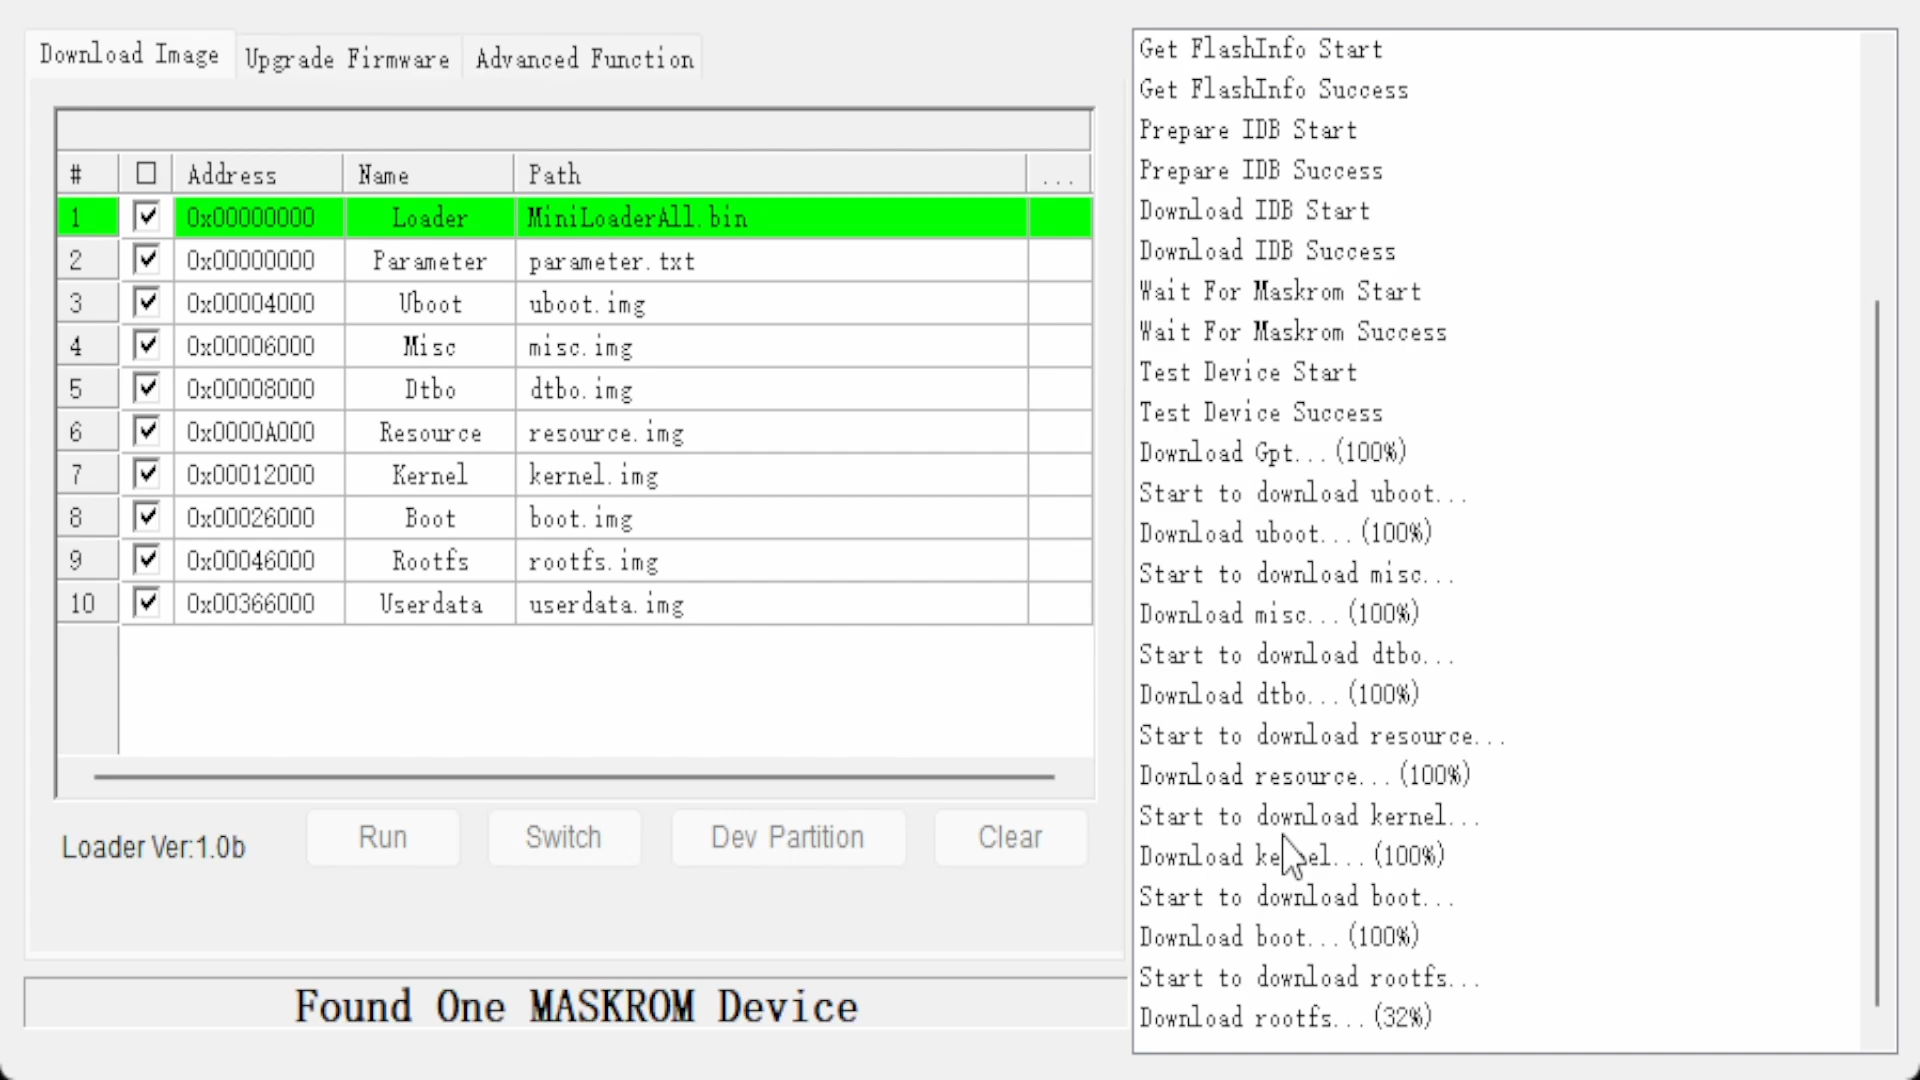 Download Image Upgrade Firmware Advanced Function
# Address Name Path ...
1 0x00000000 Loader MiniLoaderAll.bin
2 0x00000000 Parameter parameter.txt
3 0x00004000 Uboot uboot.img
4 0x00006000 Misc misc.img
5 0x00008000 Dtbo dtbo.img
6 0x0000A000 Resource resource.img
7 0x00012000 Kernel kernel.img
8 0x00026000 Boot boot.img
9 0x00046000 Rootfs rootfs.img
10 0x00366000 Userdata userdata.img
Loader Ver:1.0b Run Switch Dev Partition Clear
Found One MASKROM Device
Get FlashInfo Start
Get FlashInfo Success
Prepare IDB Start
Prepare IDB Success
Download IDB Start
Download IDB Success
Wait For Maskrom Start
Wait For Maskrom Success
Test Device Start
Test Device Success
Download Gpt...(100%)
Start to download uboot...
Download uboot...(100%)
Start to download misc...
Download misc...(100%)
Start to download dtbo...
Download dtbo...(100%)
Start to download resource...
Download resource...(100%)
Start to download kernel...
Download kernel...(100%)
Start to download boot...
Download boot...(100%)
Start to download rootfs...
Download rootfs...(32%)